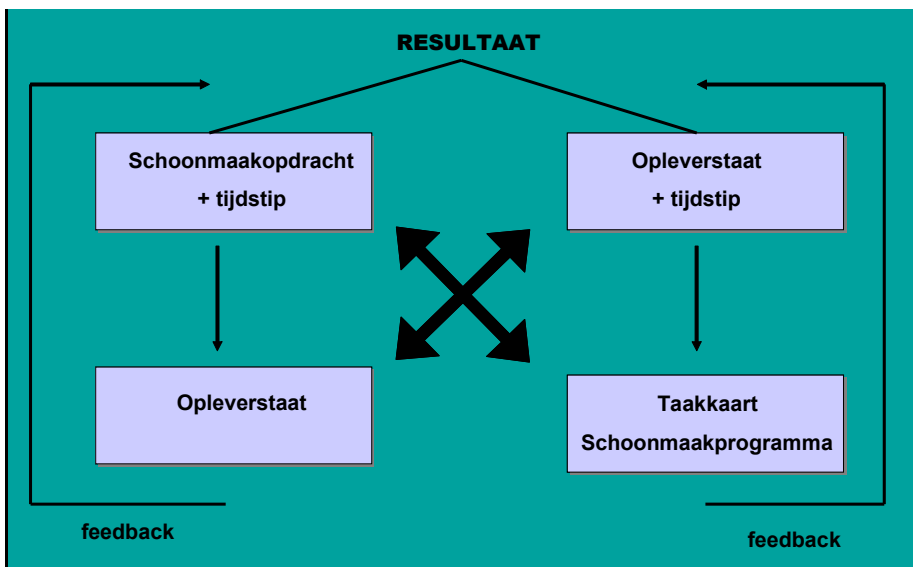 RESULTAAT
Schoonmaakopdracht
+ tijdstip
Opleverstaat
+ tijdstip
Opleverstaat
Taakkaart
Schoonmaakprogramma
feedback
feedback